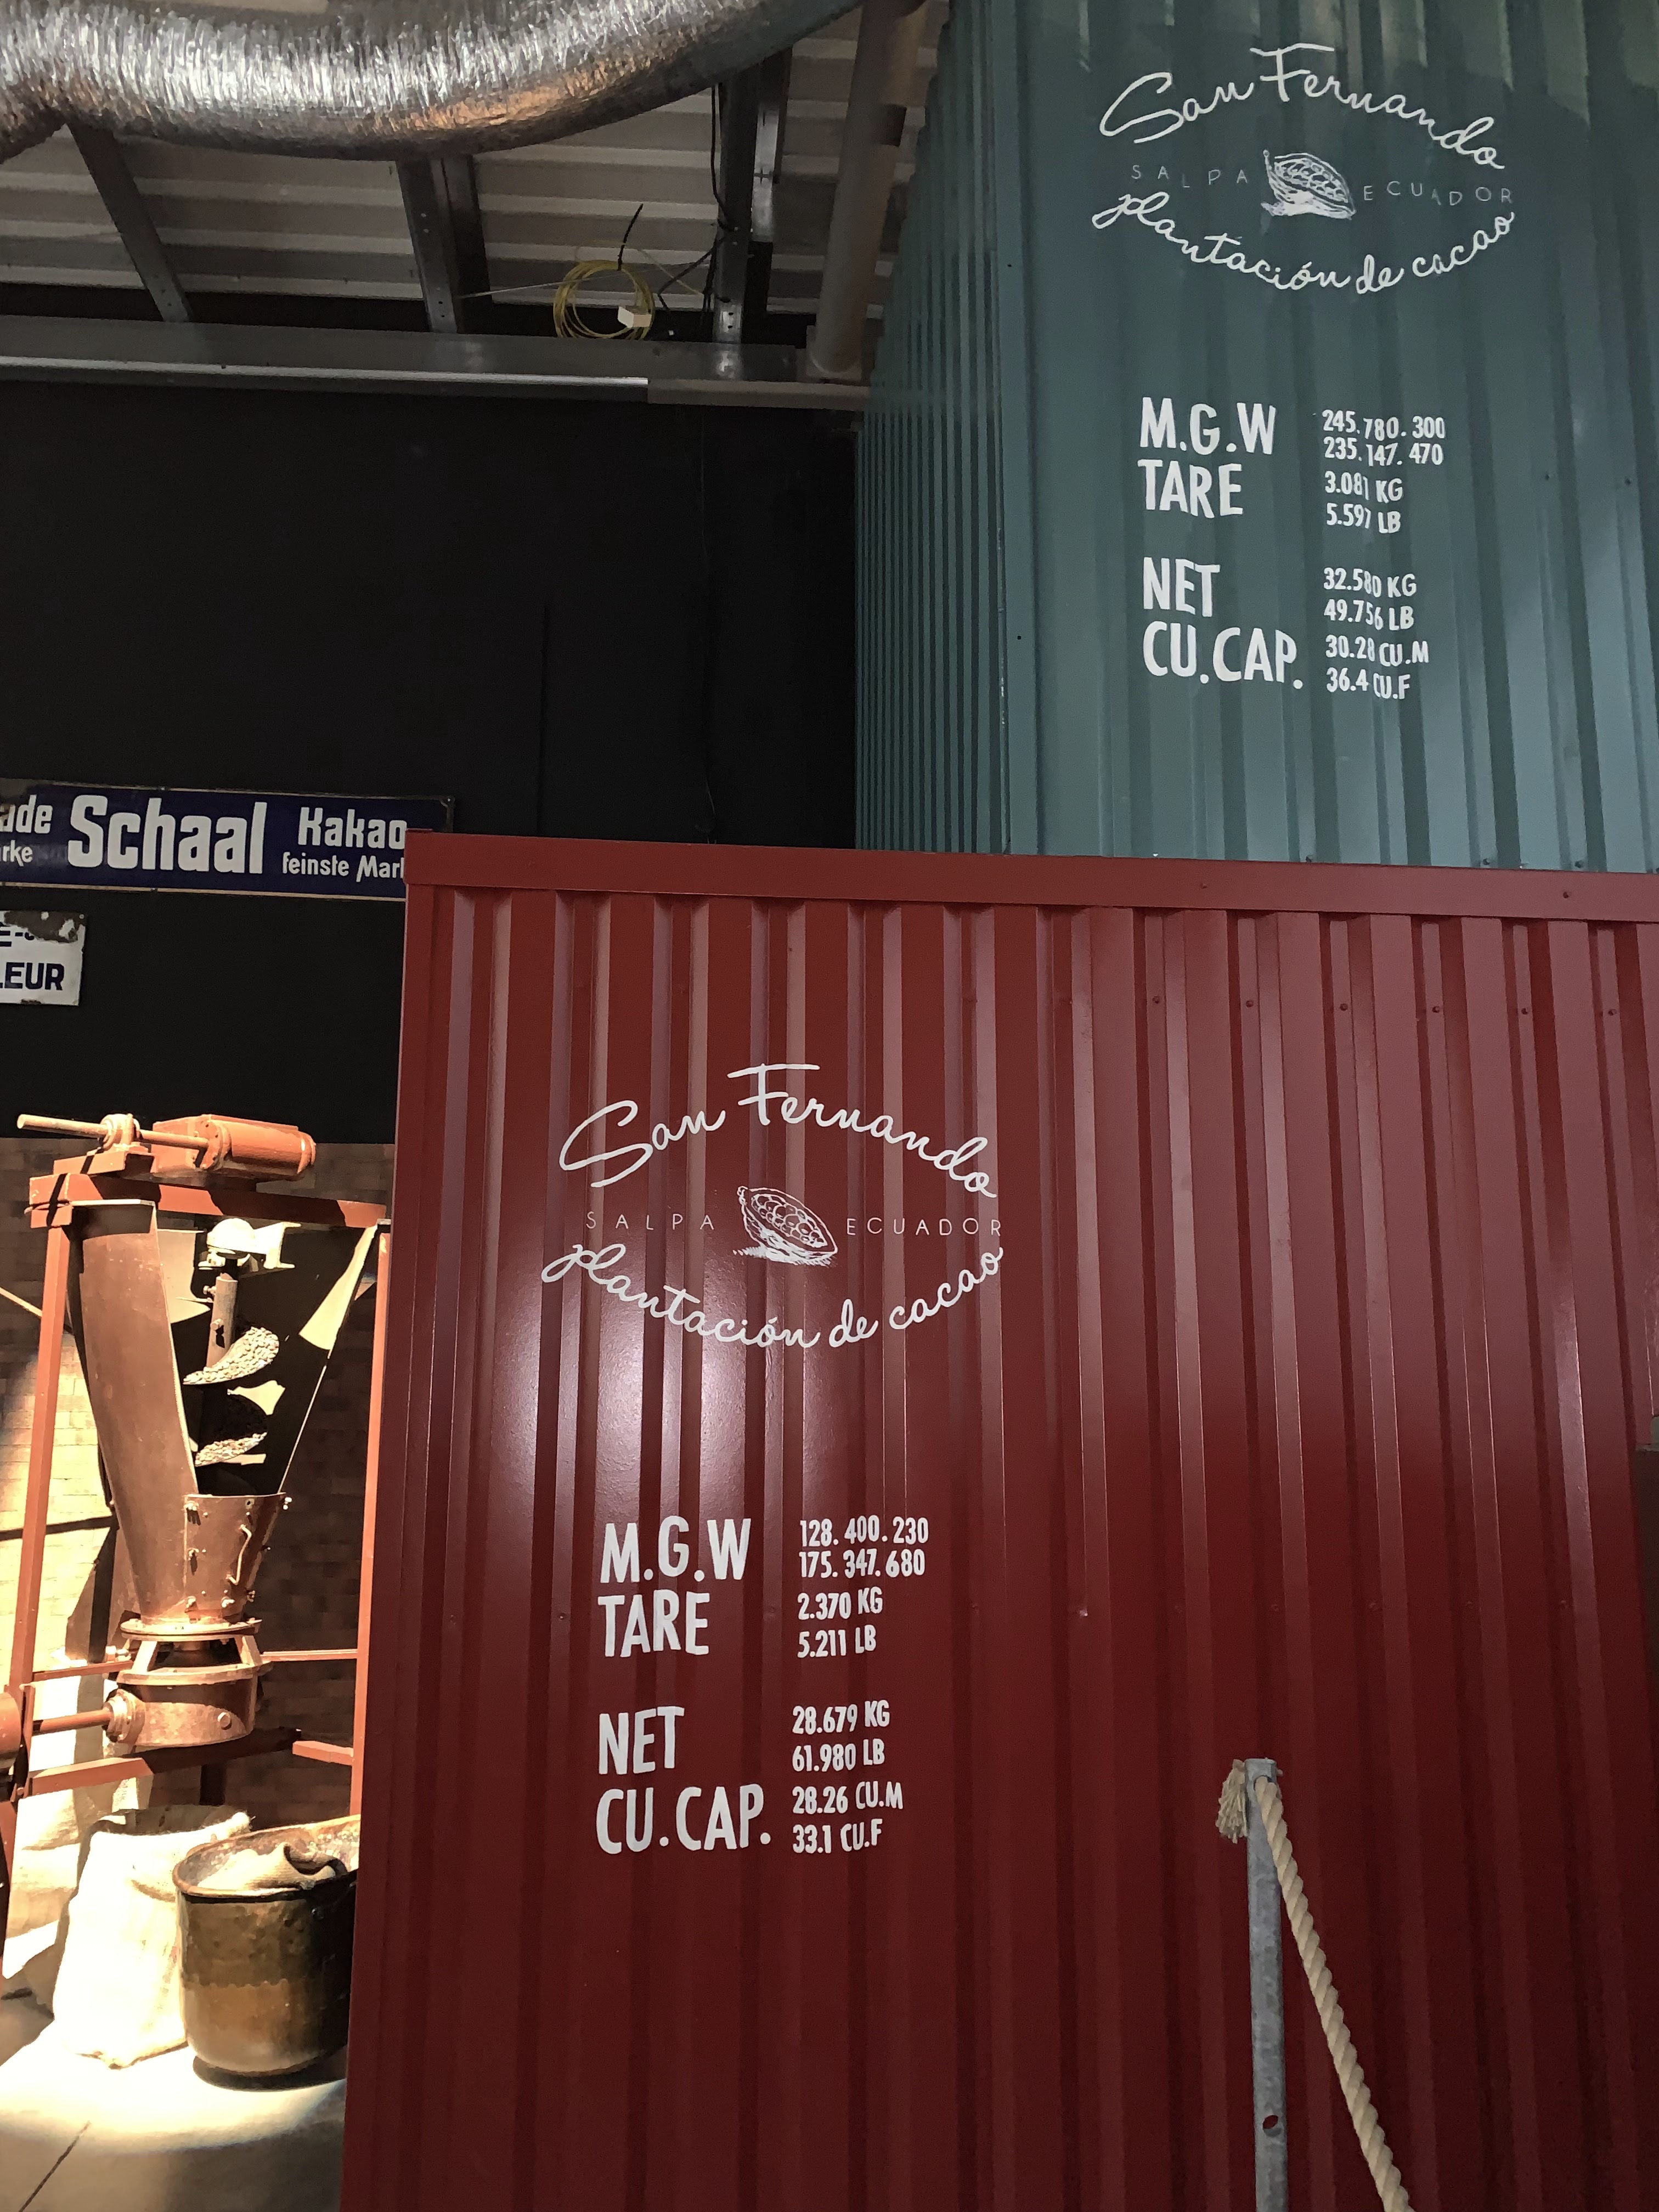 San Fernando
SALPA ECUADOR
plantación de cacao
M.G.W 245.780.300
235.147.470
TARE 3.081 KG
5.597 LB
NET 32.580 KG
49.756 LB
CU.CAP. 30.28 CU.M
36.4 CU.F
Schaal Kakao
feinste
LEUR
San Fernando
SALPA ECUADOR
plantación de cacao
M.G.W 128.400.230
175.347.680
TARE 2.370 KG
5.211 LB
NET 28.679 KG
61.980 LB
CU.CAP. 28.26 CU.M
33.1 CU.F